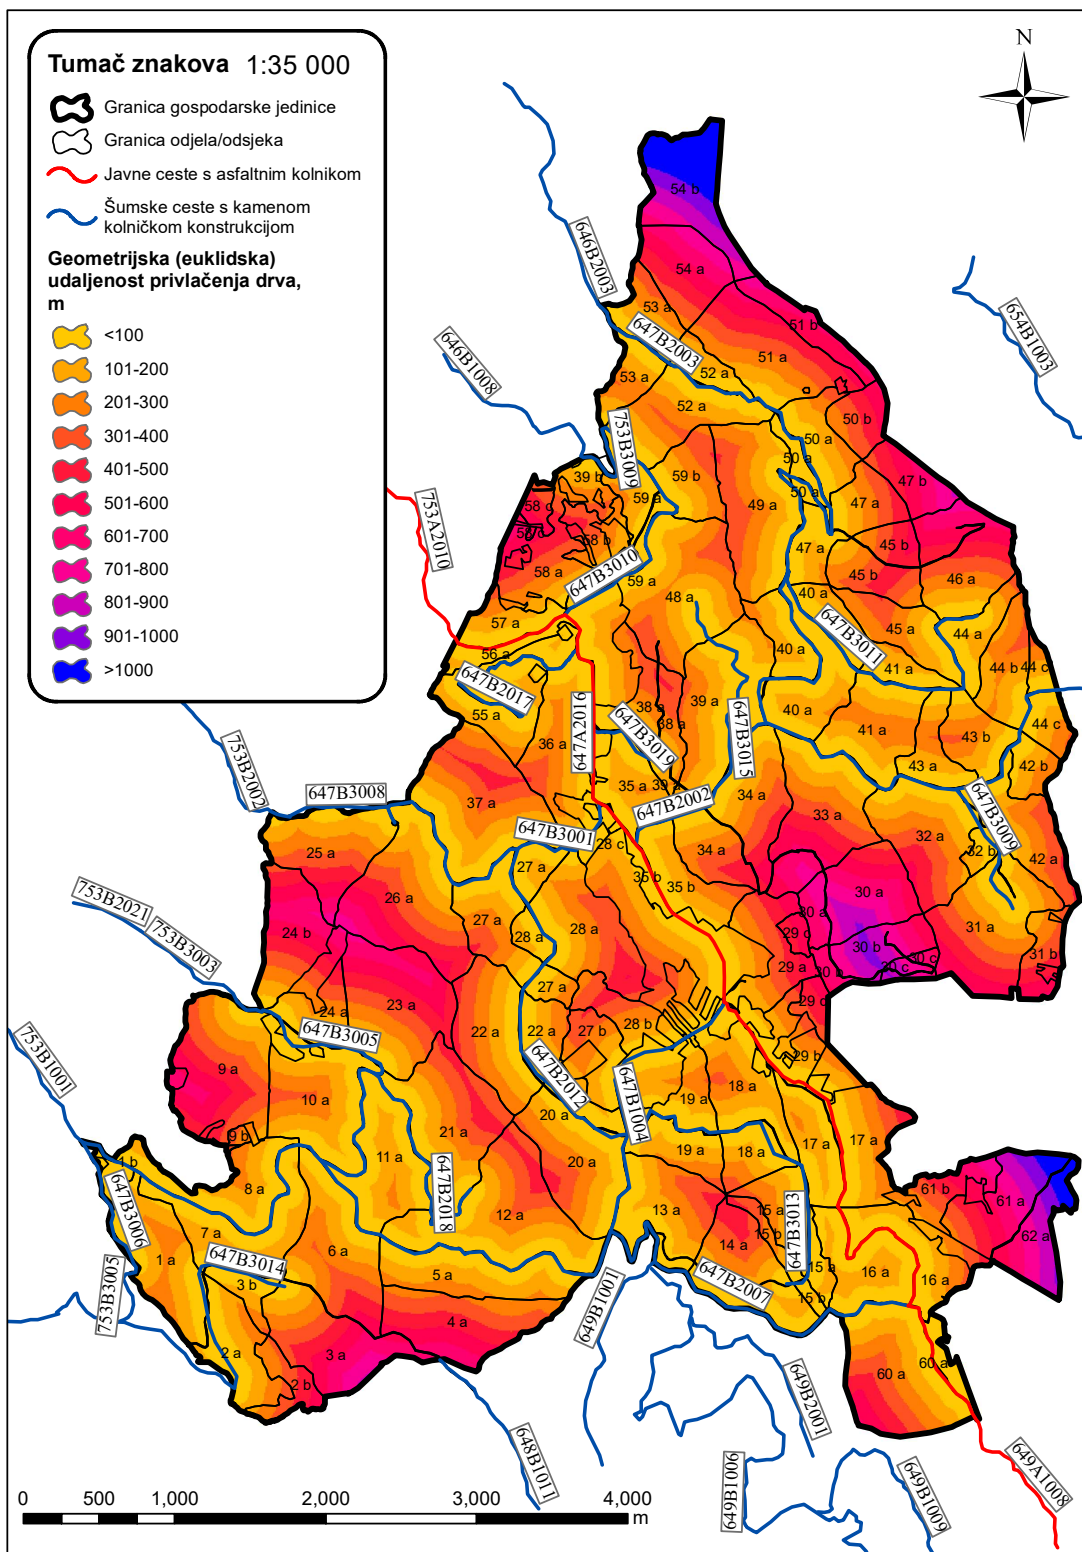 Tumač znakova 1:35 000
Granica gospodarske jedinice
Granica odjela/odsjeka
Javne ceste s asfaltnim kolnikom
Šumske ceste s kamenom
kolničkom konstrukcijom
Geometrijska (euklidska)
udaljenost privlačenja drva,
m
<100
101-200
201-300
301-400
401-500
501-600
601-700
701-800
801-900
901-1000
>1000
N
54 b
646B2003
54 a
53 a
51 b
654B1003
647B2003
646B1008
51 a
52 a
53 a
52 a
50 b
753B3009
50 a
50 a
39 b
59 b
47 b
50 a
59 a
58 c
49 a
47 a
753A2010
58 b
45 b
47 a
58 a
647B3010
59 a
45 b
46 a
48 a
40 a
57 a
45 a
44 a
647B3011
56 a
40 a
41 a
44 b
44 c
647B2017
39 a
38 a
55 a
40 a
38 a
44 c
647A2016
647B3019
647B3015
41 a
43 b
36 a
753B2002
43 a
42 b
35 a
39 a
34 a
647B3008
37 a
647B2002
33 a
647B3009
647B3001
32 a
28 c
34 a
25 a
32 b
42 a
27 a
35 b
35 b
753B2021
26 a
30 a
27 a
30 a
31 a
24 b
28 a
28 a
29 c
753B3003
30 b
31 b
30 c
29 a
30 b
30 c
27 a
23 a
29 c
24 a
22 a
22 a
27 b
28 b
647B3005
29 b
753B1001
9 a
647B2012
18 a
10 a
647B1004
19 a
20 a
21 a
9 b
17 a
17 a
19 a
18 a
1 b
20 a
11 a
8 a
61 b
61 a
647B3006
647B2018
12 a
13 a
15 a
647B3013
7 a
15 b
62 a
6 a
14 a
1 a
647B3014
5 a
15 a
16 a
16 a
3 b
753B3005
647B2007
15 b
649B1001
4 a
2 a
3 a
60 a
60 a
2 b
649B2001
648B1011
649B1006
649B1009
649A1008
0 500 1,000 2,000 3,000 4,000
m